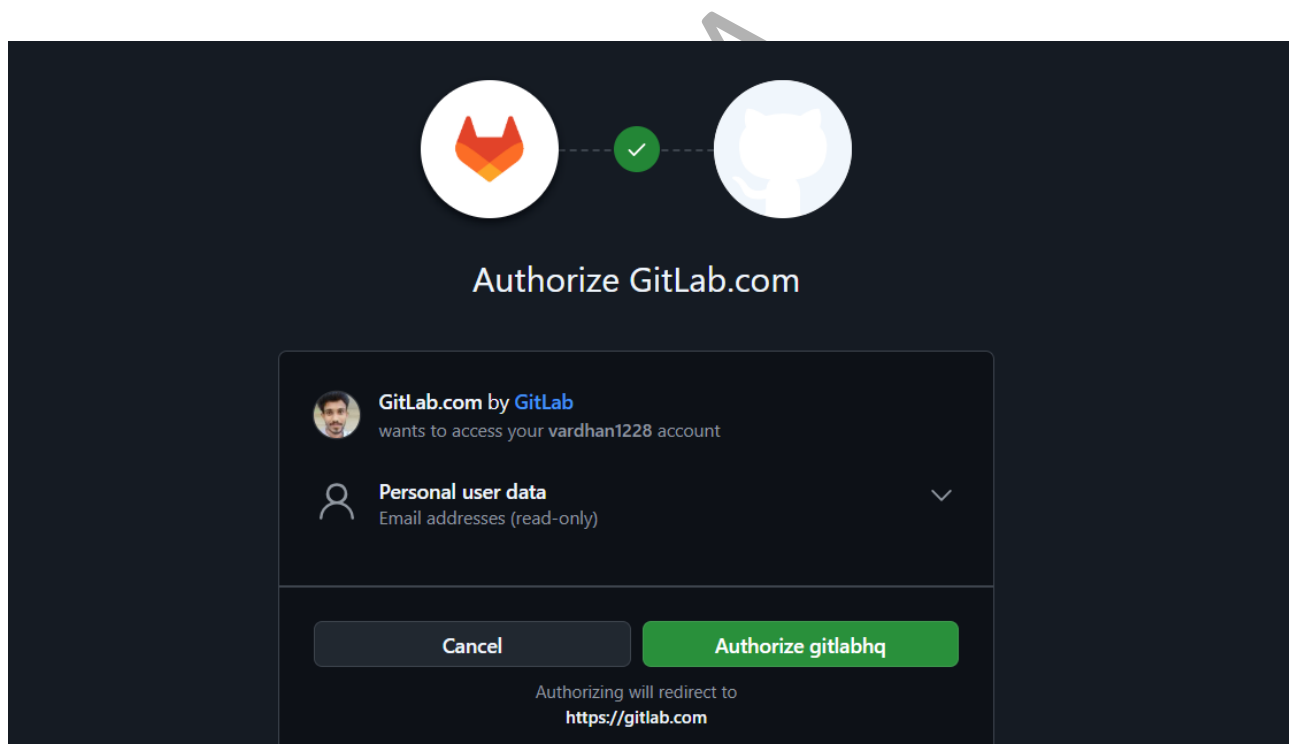 Authorize GitLab.com
GitLab.com by GitLab
wants to access your vardhan1228 account
Personal user data
Email addresses (read-only)
Cancel
Authorize gitlabhq
Authorizing will redirect to
https://gitlab.com